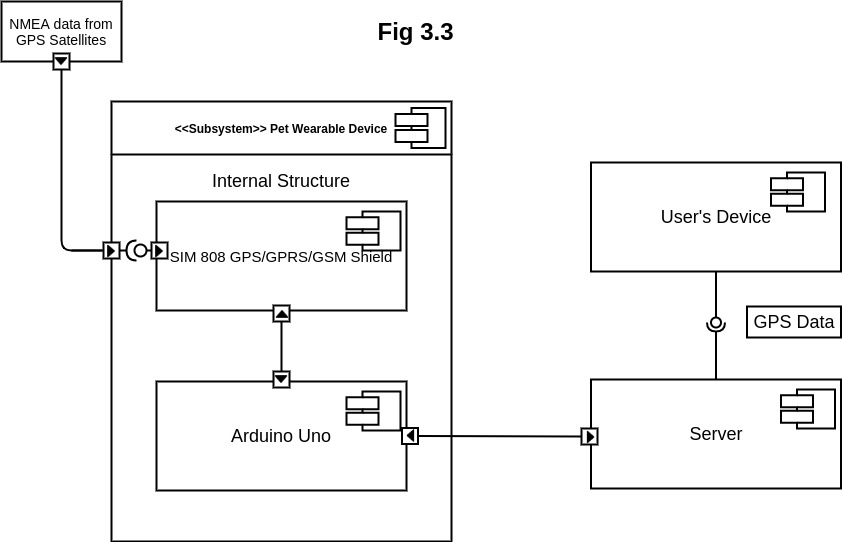 NMEA data from
GPS Satellites
Fig 3.3
<<Subsystem>> Pet Wearable Device
Internal Structure
SIM 808 GPS/GPRS/GSM Shield
Arduino Uno
User's Device
GPS Data
Server